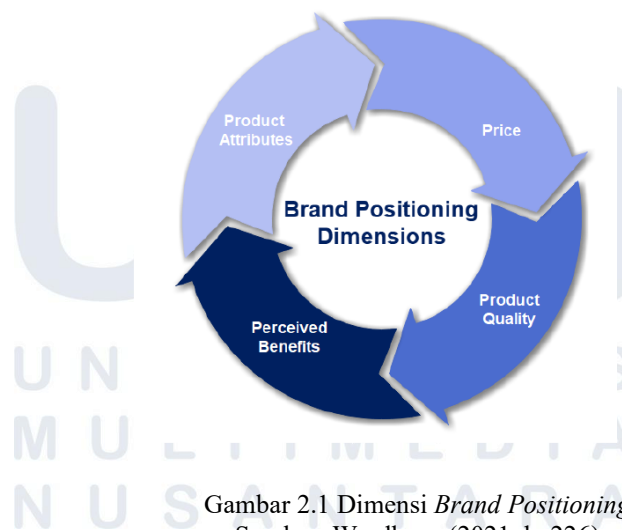 Product
Attributes
Price
Brand Positioning
Dimensions
Perceived
Benefits
Product
Quality
U N
M U L T I M E D I A
N U S A N T A R A
Gambar 2.1 Dimensi Brand Positioning